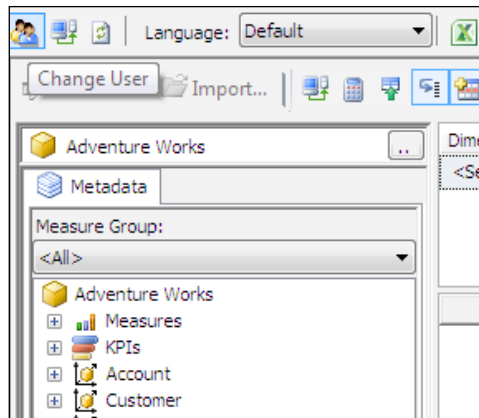 Language: Default
Change User
Import...
Adventure Works
..
Metadata
Measure Group:
<All>
Adventure Works
Measures
KPIs
Account
Customer